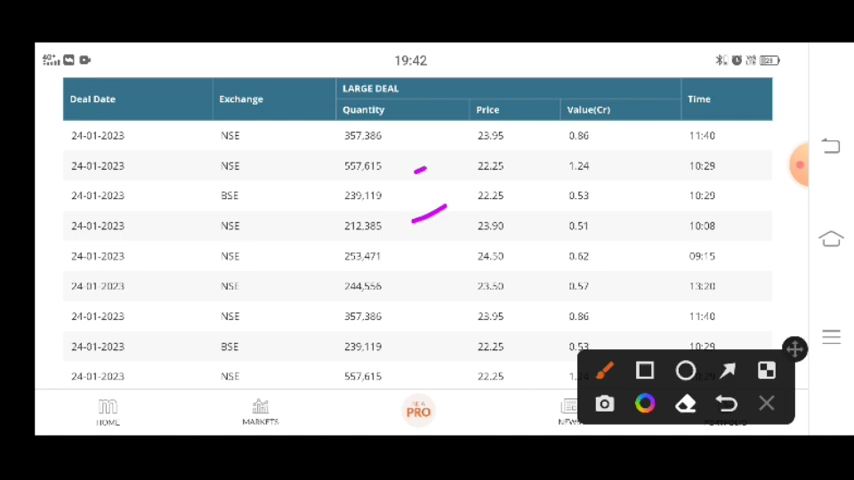 19:42
Deal Date Exchange LARGE DEAL Time
Quantity Price Value(Cr)
24-01-2023 NSE 357,386 23.95 0.86 11:40
24-01-2023 NSE 557,615 22.25 1.24 10:29
24-01-2023 BSE 239,119 22.25 0.53 10:29
24-01-2023 NSE 212,385 23.90 0.51 10:08
24-01-2023 NSE 253,471 24.50 0.62 09:15
24-01-2023 NSE 244,556 23.50 0.57 13:20
24-01-2023 NSE 357,386 23.95 0.86 11:40
24-01-2023 BSE 239,119 22.25 0.53 10:29
24-01-2023 NSE 557,615 22.25
HOME MARKETS PRO